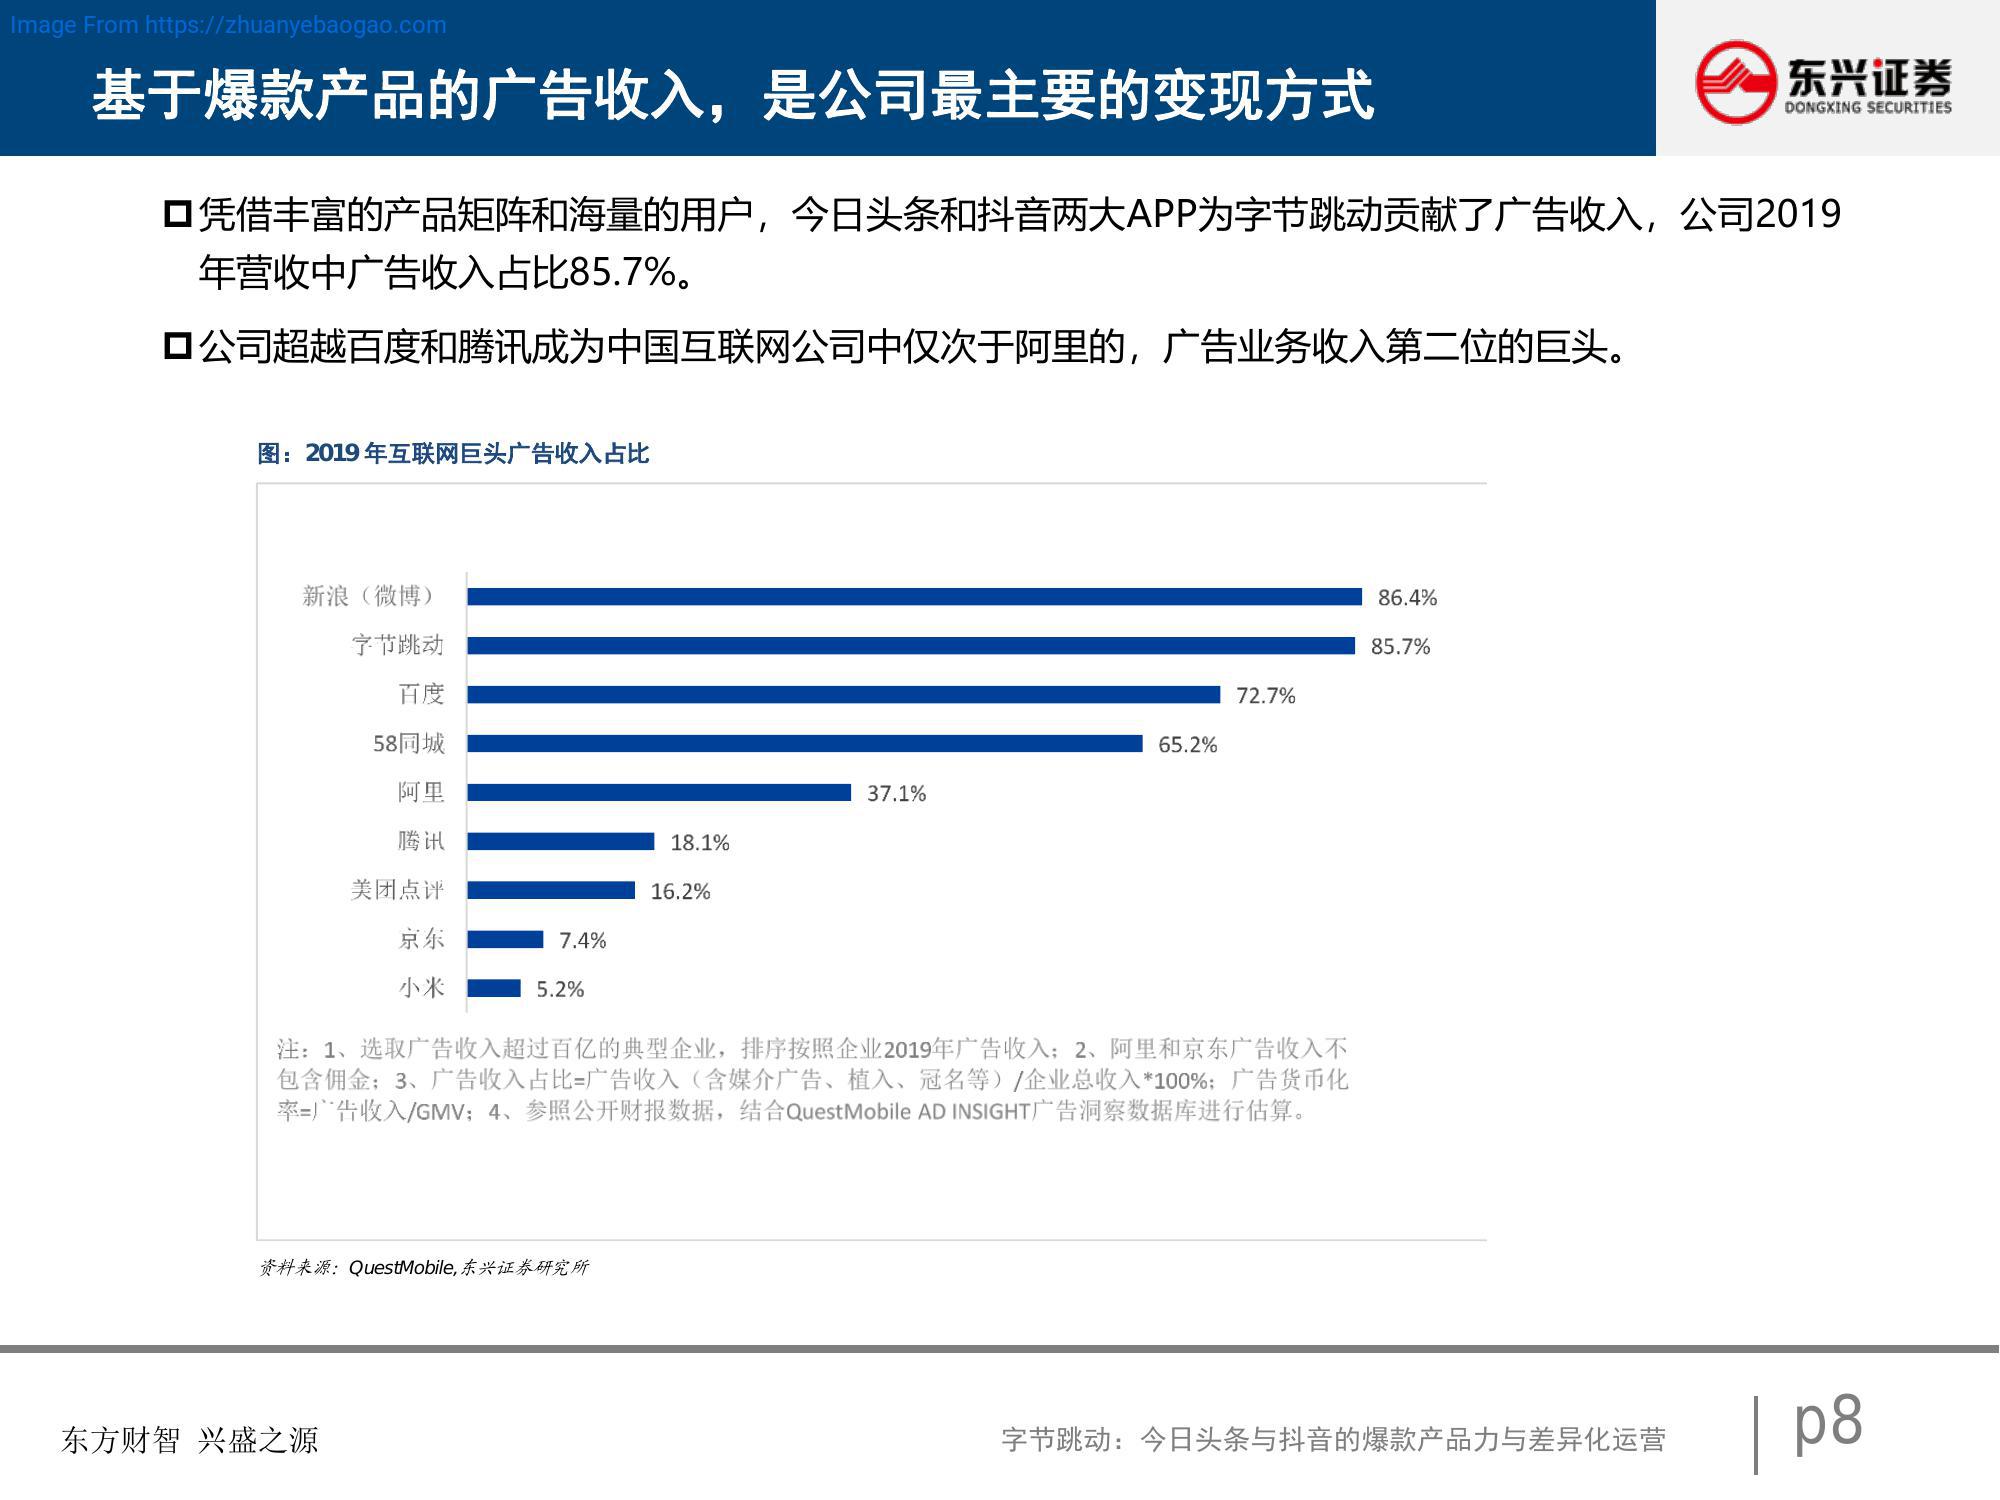 Image From https://zhuanyebaogao.com
基于爆款产品的广告收入，是公司最主要的变现方式
东兴证券
DONGXING SECURITIES
凭借丰富的产品矩阵和海量的用户，今日头条和抖音两大APP为字节跳动贡献了广告收入，公司2019
年营收中广告收入占比85.7%。
公司超越百度和腾讯成为中国互联网公司中仅次于阿里的，广告业务收入第二位的巨头。
图：2019 年互联网巨头广告收入占比
新浪（微博） 86.4%
字节跳动 85.7%
百度 72.7%
58同城 65.2%
阿里 37.1%
腾讯 18.1%
美团点评 16.2%
京东 7.4%
小米 5.2%
注：1、选取广告收入超过百亿的典型企业，排序按照企业2019年广告收入；2、阿里和京东广告收入不
包含佣金；3、广告收入占比=广告收入（含媒介广告、植入、冠名等）/企业总收入*100%；广告货币化
率=广告收入/GMV；4、参照公开财报数据，结合QuestMobile AD INSIGHT广告洞察数据库进行估算。
资料来源：QuestMobile,东兴证券研究所
东方财智 兴盛之源
字节跳动：今日头条与抖音的爆款产品力与差异化运营
p8